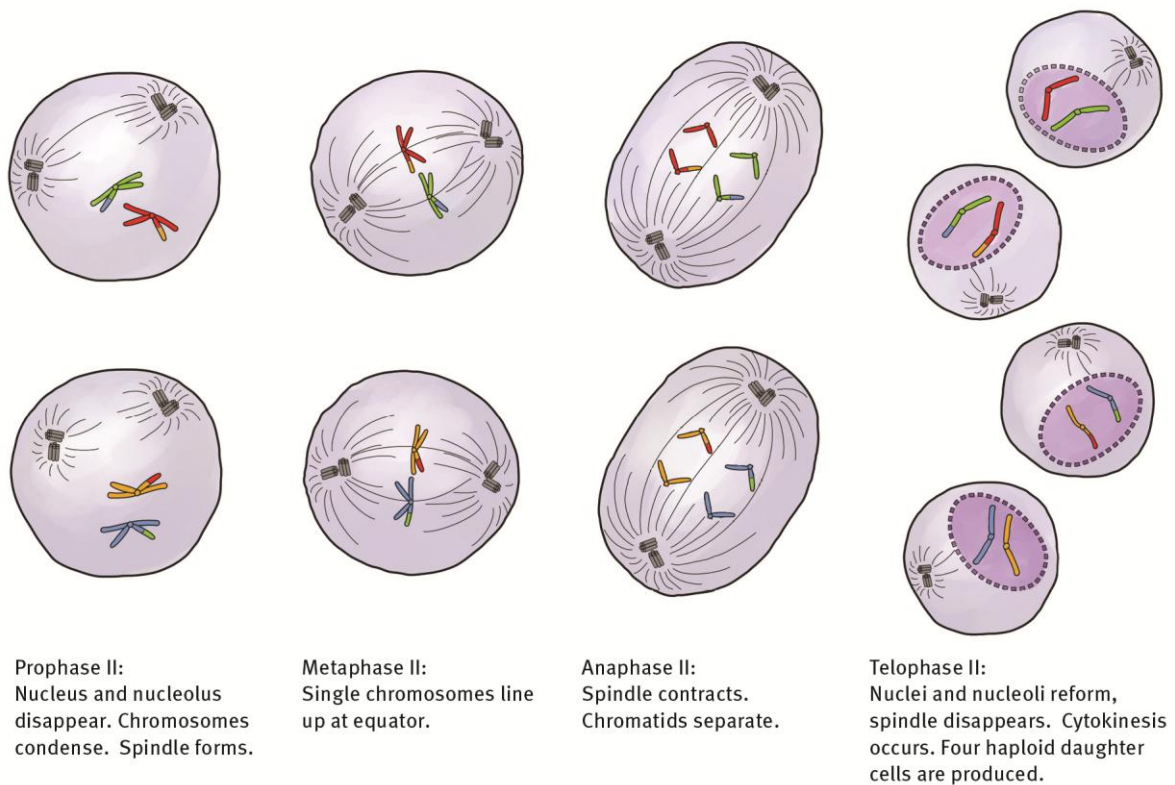 Prophase II:
Nucleus and nucleolus
disappear. Chromosomes
condense. Spindle forms.
Metaphase II:
Single chromosomes line
up at equator.
Anaphase II:
Spindle contracts.
Chromatids separate.
Telophase II:
Nuclei and nucleoli reform,
spindle disappears. Cytokinesis
occurs. Four haploid daughter
cells are produced.